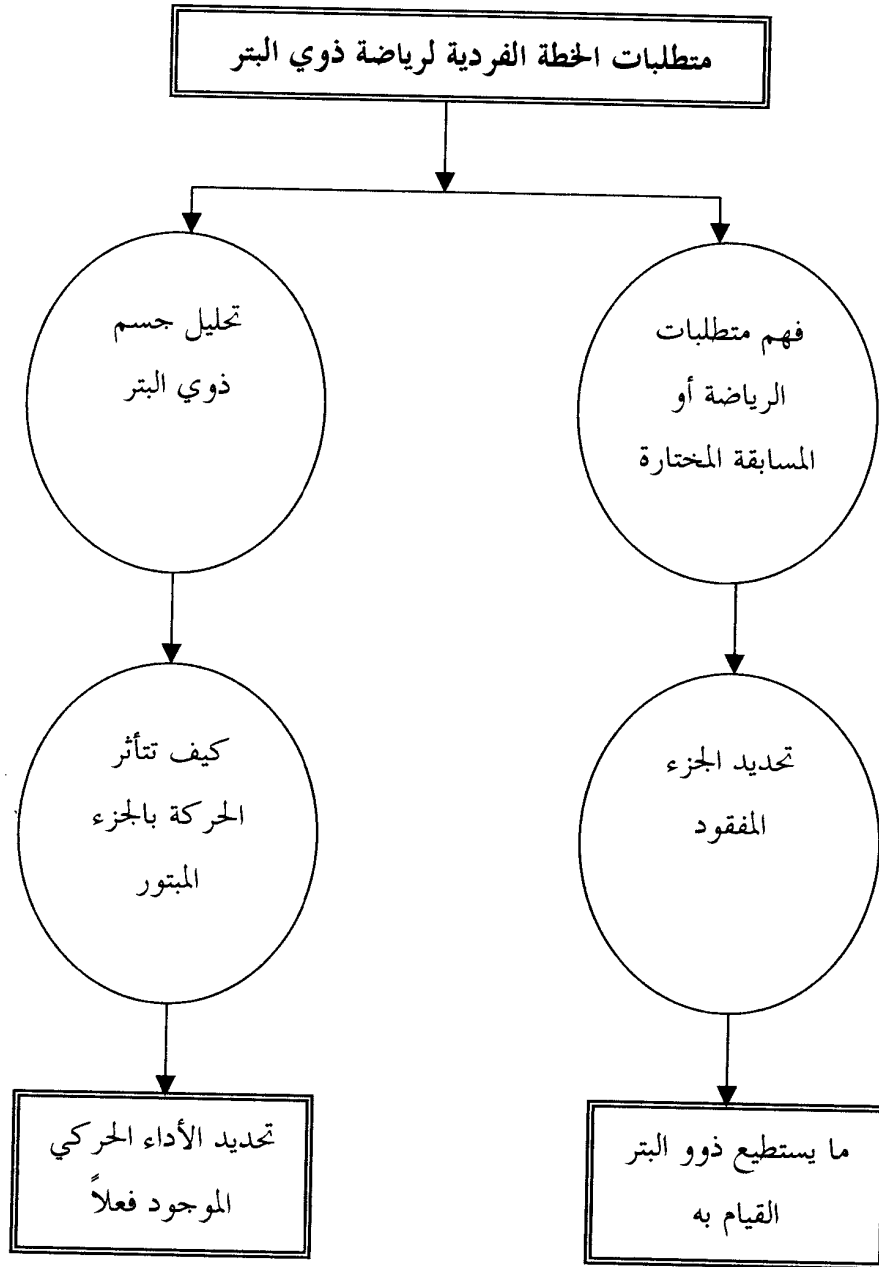 متطلبات الخطة الفردية لرياضة ذوي البتر
فهم متطلبات
الرياضة أو
المسابقة المختارة
تحليل جسم
ذوي البتر
تحديد الجزء
المفقود
كيف تتأثر
الحركة بالجزء
المبتور
ما يستطيع ذوو البتر
القيام به
تحديد الأداء الحركي
الموجود فعلاً